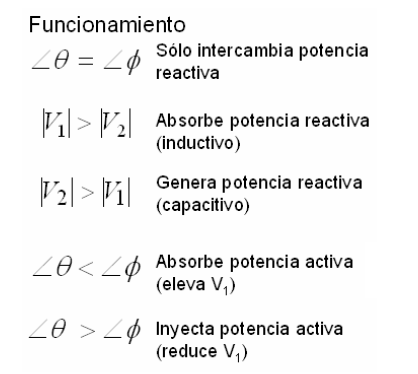 Funcionamiento
∠θ = ∠ϕ Sólo intercambia potencia
reactiva
|V₁| > |V₂| Absorbe potencia reactiva
(inductivo)
|V₂| > |V₁| Genera potencia reactiva
(capacitivo)
∠θ < ∠ϕ Absorbe potencia activa
(eleva V₁)
∠θ > ∠ϕ Inyecta potencia activa
(reduce V₁)